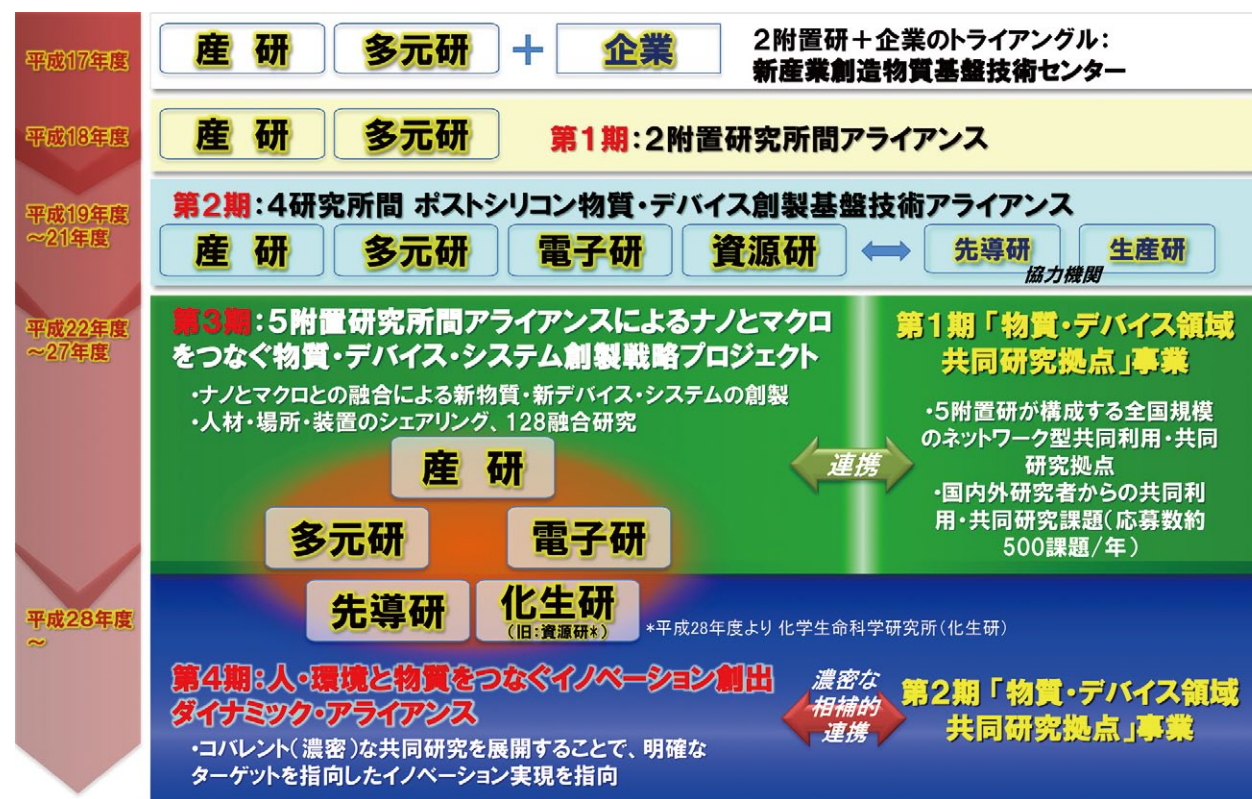 平成17年度
産 研
多元研
+
企業
2附置研+企業のトライアングル:
新産業創造物質基盤技術センター
平成18年度
産 研
多元研
第1期:2附置研究所間アライアンス
平成19年度
~21年度
第2期:4研究所間 ポストシリコン物質・デバイス創製基盤技術アライアンス
産 研
多元研
電子研
資源研
先導研
生産研
協力機関
平成22年度
~27年度
第3期:5附置研究所間アライアンスによるナノとマクロ
をつなぐ物質・デバイス・システム創製戦略プロジェクト
・ナノとマクロとの融合による新物質・新デバイス・システムの創製
・人材・場所・装置のシェアリング、128融合研究
産 研
多元研
電子研
先導研
化生研
(旧:資源研*)
連携
第1期「物質・デバイス領域
共同研究拠点」事業
・5附置研が構成する全国規模
のネットワーク型共同利用・共同
研究拠点
・国内外研究者からの共同利
用・共同研究課題(応募数約
500課題/年)
平成28年度
~
*平成28年度より 化学生命科学研究所(化生研)
第4期:人・環境と物質をつなぐイノベーション創出
ダイナミック・アライアンス
・コバレント(濃密)な共同研究を展開することで、明確な
ターゲットを指向したイノベーション実現を指向
濃密な
相補的
連携
第2期「物質・デバイス領域
共同研究拠点」事業